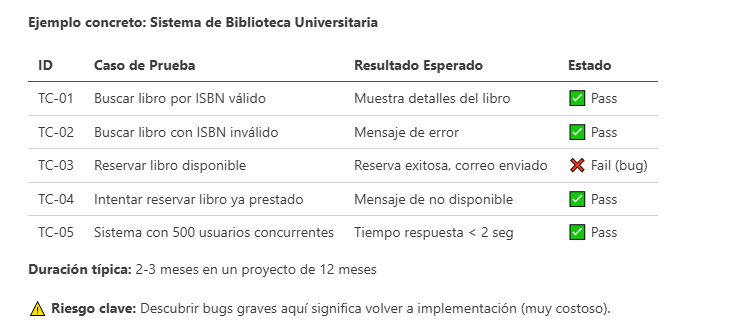 Ejemplo concreto: Sistema de Biblioteca Universitaria
ID Caso de Prueba Resultado Esperado Estado
TC-01 Buscar libro por ISBN válido Muestra detalles del libro ✅ Pass
TC-02 Buscar libro con ISBN inválido Mensaje de error ✅ Pass
TC-03 Reservar libro disponible Reserva exitosa, correo enviado ❌ Fail (bug)
TC-04 Intentar reservar libro ya prestado Mensaje de no disponible ✅ Pass
TC-05 Sistema con 500 usuarios concurrentes Tiempo respuesta < 2 seg ✅ Pass
Duración típica: 2-3 meses en un proyecto de 12 meses
⚠️ Riesgo clave: Descubrir bugs graves aquí significa volver a implementación (muy costoso).